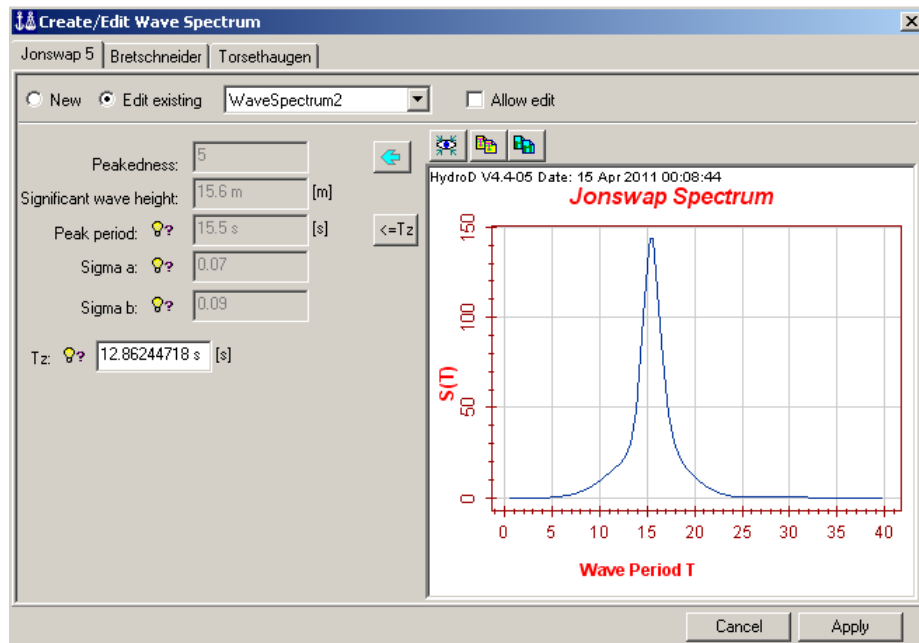 Create/Edit Wave Spectrum
Jonswap 5 Bretschneider Torsethaugen
New Edit existing WaveSpectrum2 Allow edit
Peakedness: 5
Significant wave height: 15.6 m [m]
Peak period: ? 15.5 s [s] <=Tz
Sigma a: ? 0.07
Sigma b: ? 0.09
Tz: ? 12.86244718 s [s]
HydroD V4.4-05 Date: 15 Apr 2011 00:08:44
Jonswap Spectrum
150
100
50
0
S(T)
0 5 10 15 20 25 30 35 40
Wave Period T
Cancel Apply